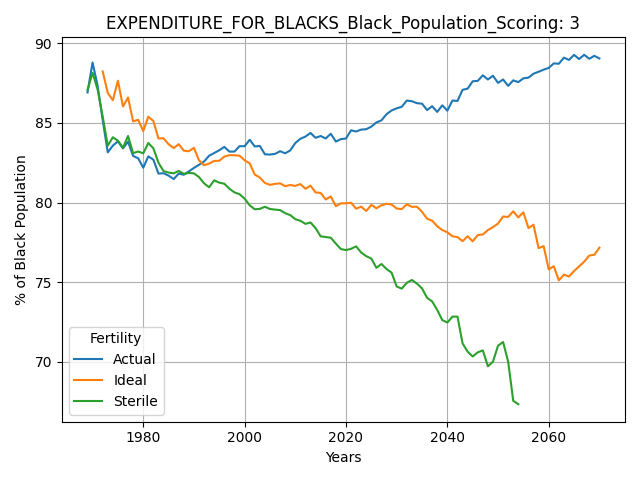 EXPENDITURE_FOR_BLACKS_Black_Population_Scoring: 3
% of Black Population
90
85
80
75
70
Fertility
Actual
Ideal
Sterile
1980
2000
2020
2040
2060
Years